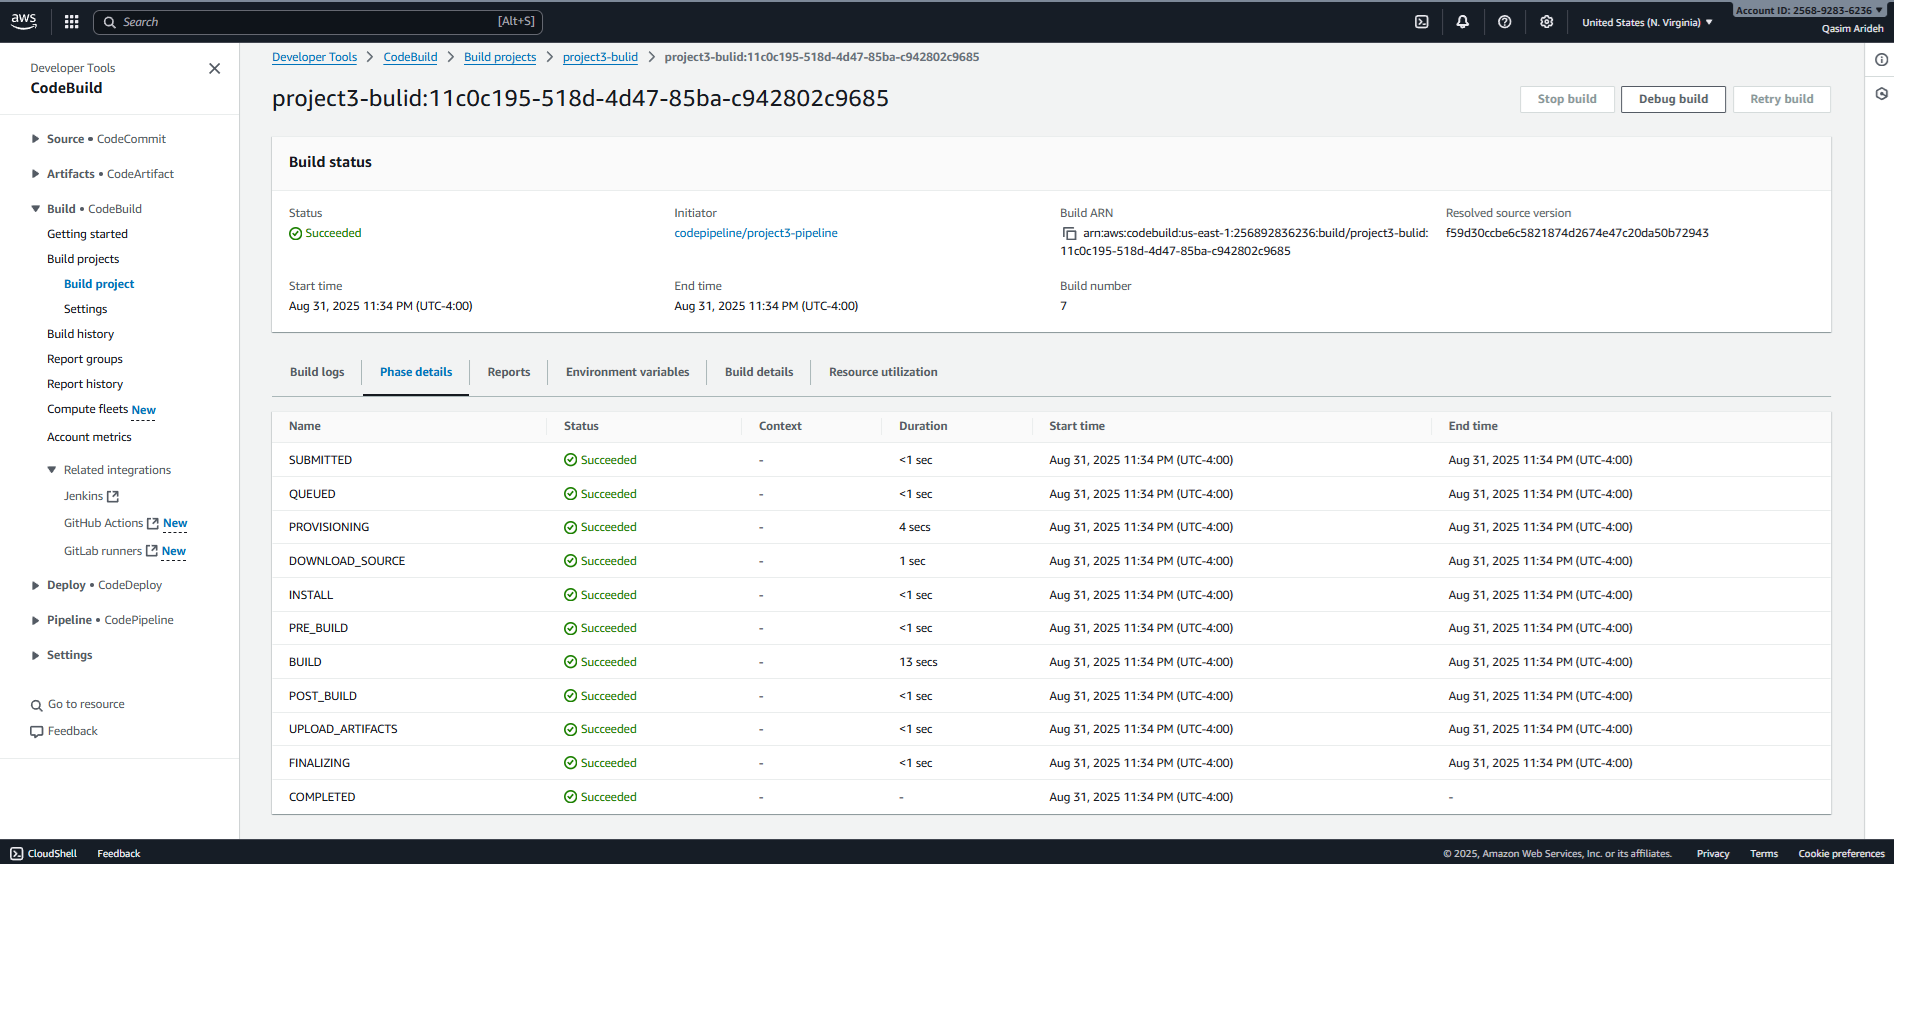 aws Search [Alt+S] United States (N. Virginia) Account ID: 2568-9283-6236
Qasim Arideh
Developer Tools
CodeBuild
Source • CodeCommit
Artifacts • CodeArtifact
Build • CodeBuild
Getting started
Build projects
Build project
Settings
Build history
Report groups
Report history
Compute fleets New
Account metrics
Related integrations
Jenkins
GitHub Actions New
GitLab runners New
Deploy • CodeDeploy
Pipeline • CodePipeline
Settings
Go to resource
Feedback
Developer Tools > CodeBuild > Build projects > project3-bulid > project3-bulid:11c0c195-518d-4d47-85ba-c942802c9685
project3-bulid:11c0c195-518d-4d47-85ba-c942802c9685 Stop build Debug build Retry build
Build status
Status Initiator Build ARN Resolved source version
Succeeded codepipeline/project3-pipeline arn:aws:codebuild:us-east-1:256892836236:build/project3-bulid: f59d30ccbe6c5821874d2674e47c20da50b72943
11c0c195-518d-4d47-85ba-c942802c9685
Start time End time Build number
Aug 31, 2025 11:34 PM (UTC-4:00) Aug 31, 2025 11:34 PM (UTC-4:00) 7
Build logs Phase details Reports Environment variables Build details Resource utilization
Name Status Context Duration Start time End time
SUBMITTED Succeeded - <1 sec Aug 31, 2025 11:34 PM (UTC-4:00) Aug 31, 2025 11:34 PM (UTC-4:00)
QUEUED Succeeded - <1 sec Aug 31, 2025 11:34 PM (UTC-4:00) Aug 31, 2025 11:34 PM (UTC-4:00)
PROVISIONING Succeeded - 4 secs Aug 31, 2025 11:34 PM (UTC-4:00) Aug 31, 2025 11:34 PM (UTC-4:00)
DOWNLOAD_SOURCE Succeeded - 1 sec Aug 31, 2025 11:34 PM (UTC-4:00) Aug 31, 2025 11:34 PM (UTC-4:00)
INSTALL Succeeded - <1 sec Aug 31, 2025 11:34 PM (UTC-4:00) Aug 31, 2025 11:34 PM (UTC-4:00)
PRE_BUILD Succeeded - <1 sec Aug 31, 2025 11:34 PM (UTC-4:00) Aug 31, 2025 11:34 PM (UTC-4:00)
BUILD Succeeded - 13 secs Aug 31, 2025 11:34 PM (UTC-4:00) Aug 31, 2025 11:34 PM (UTC-4:00)
POST_BUILD Succeeded - <1 sec Aug 31, 2025 11:34 PM (UTC-4:00) Aug 31, 2025 11:34 PM (UTC-4:00)
UPLOAD_ARTIFACTS Succeeded - <1 sec Aug 31, 2025 11:34 PM (UTC-4:00) Aug 31, 2025 11:34 PM (UTC-4:00)
FINALIZING Succeeded - <1 sec Aug 31, 2025 11:34 PM (UTC-4:00) Aug 31, 2025 11:34 PM (UTC-4:00)
COMPLETED Succeeded - - Aug 31, 2025 11:34 PM (UTC-4:00) -
CloudShell Feedback © 2025, Amazon Web Services, Inc. or its affiliates. Privacy Terms Cookie preferences